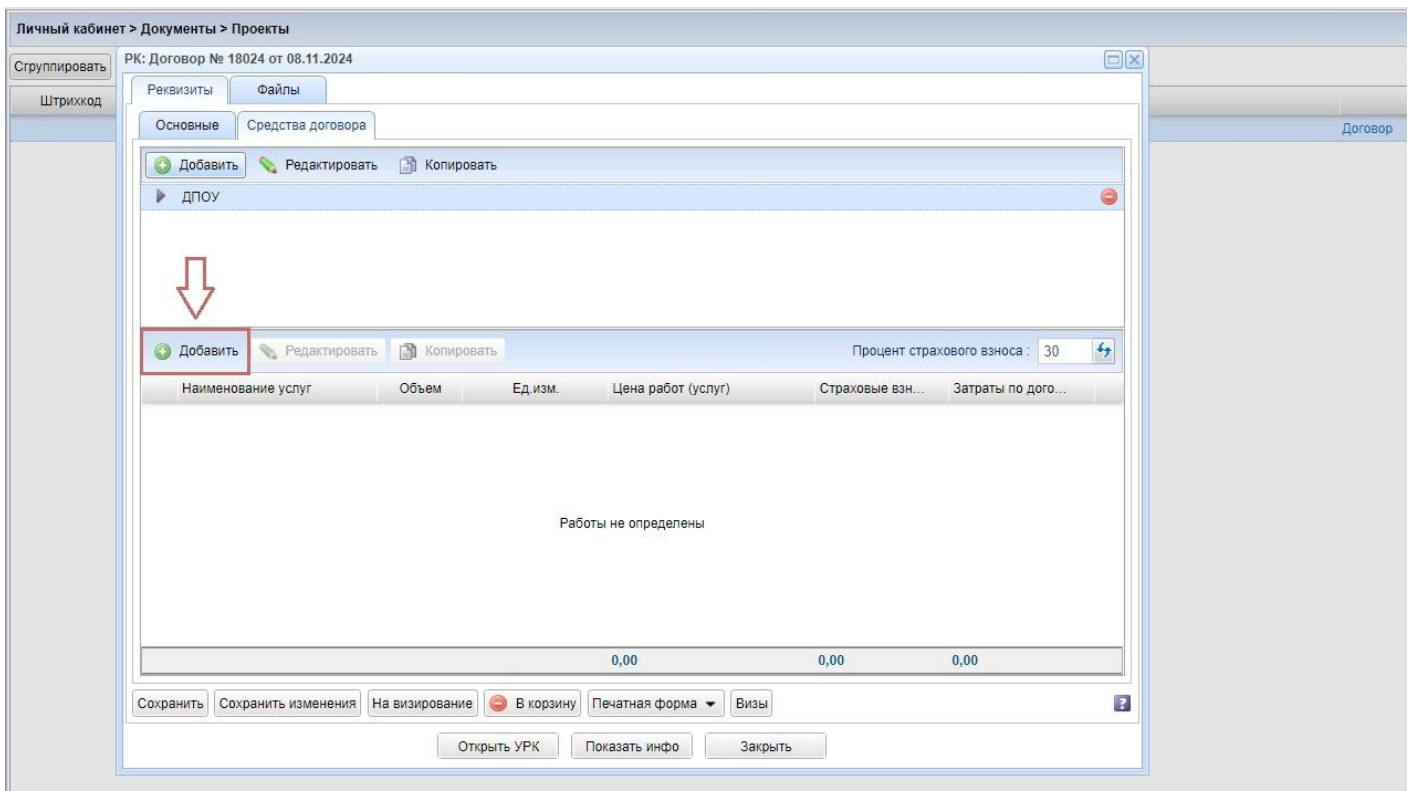 Личный кабинет > Документы > Проекты
Сгруппировать
РК: Договор № 18024 от 08.11.2024
Штрихкод
Реквизиты Файлы
Основные Средства договора
Договор
Добавить Редактировать Копировать
ДПОУ
Добавить Редактировать Копировать Процент страхового взноса : 30
Наименование услуг Объем Ед.изм. Цена работ (услуг) Страховые взн... Затраты по дого...
Работы не определены
0,00 0,00 0,00
Сохранить Сохранить изменения На визирование В корзину Печатная форма Визы ?
Открыть УРК Показать инфо Закрыть